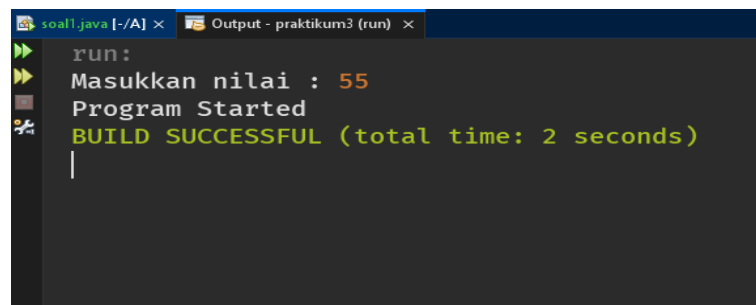 soal1.java [-/A] × Output - praktikum3 (run) ×
run:
Masukkan nilai : 55
Program Started
BUILD SUCCESSFUL (total time: 2 seconds)